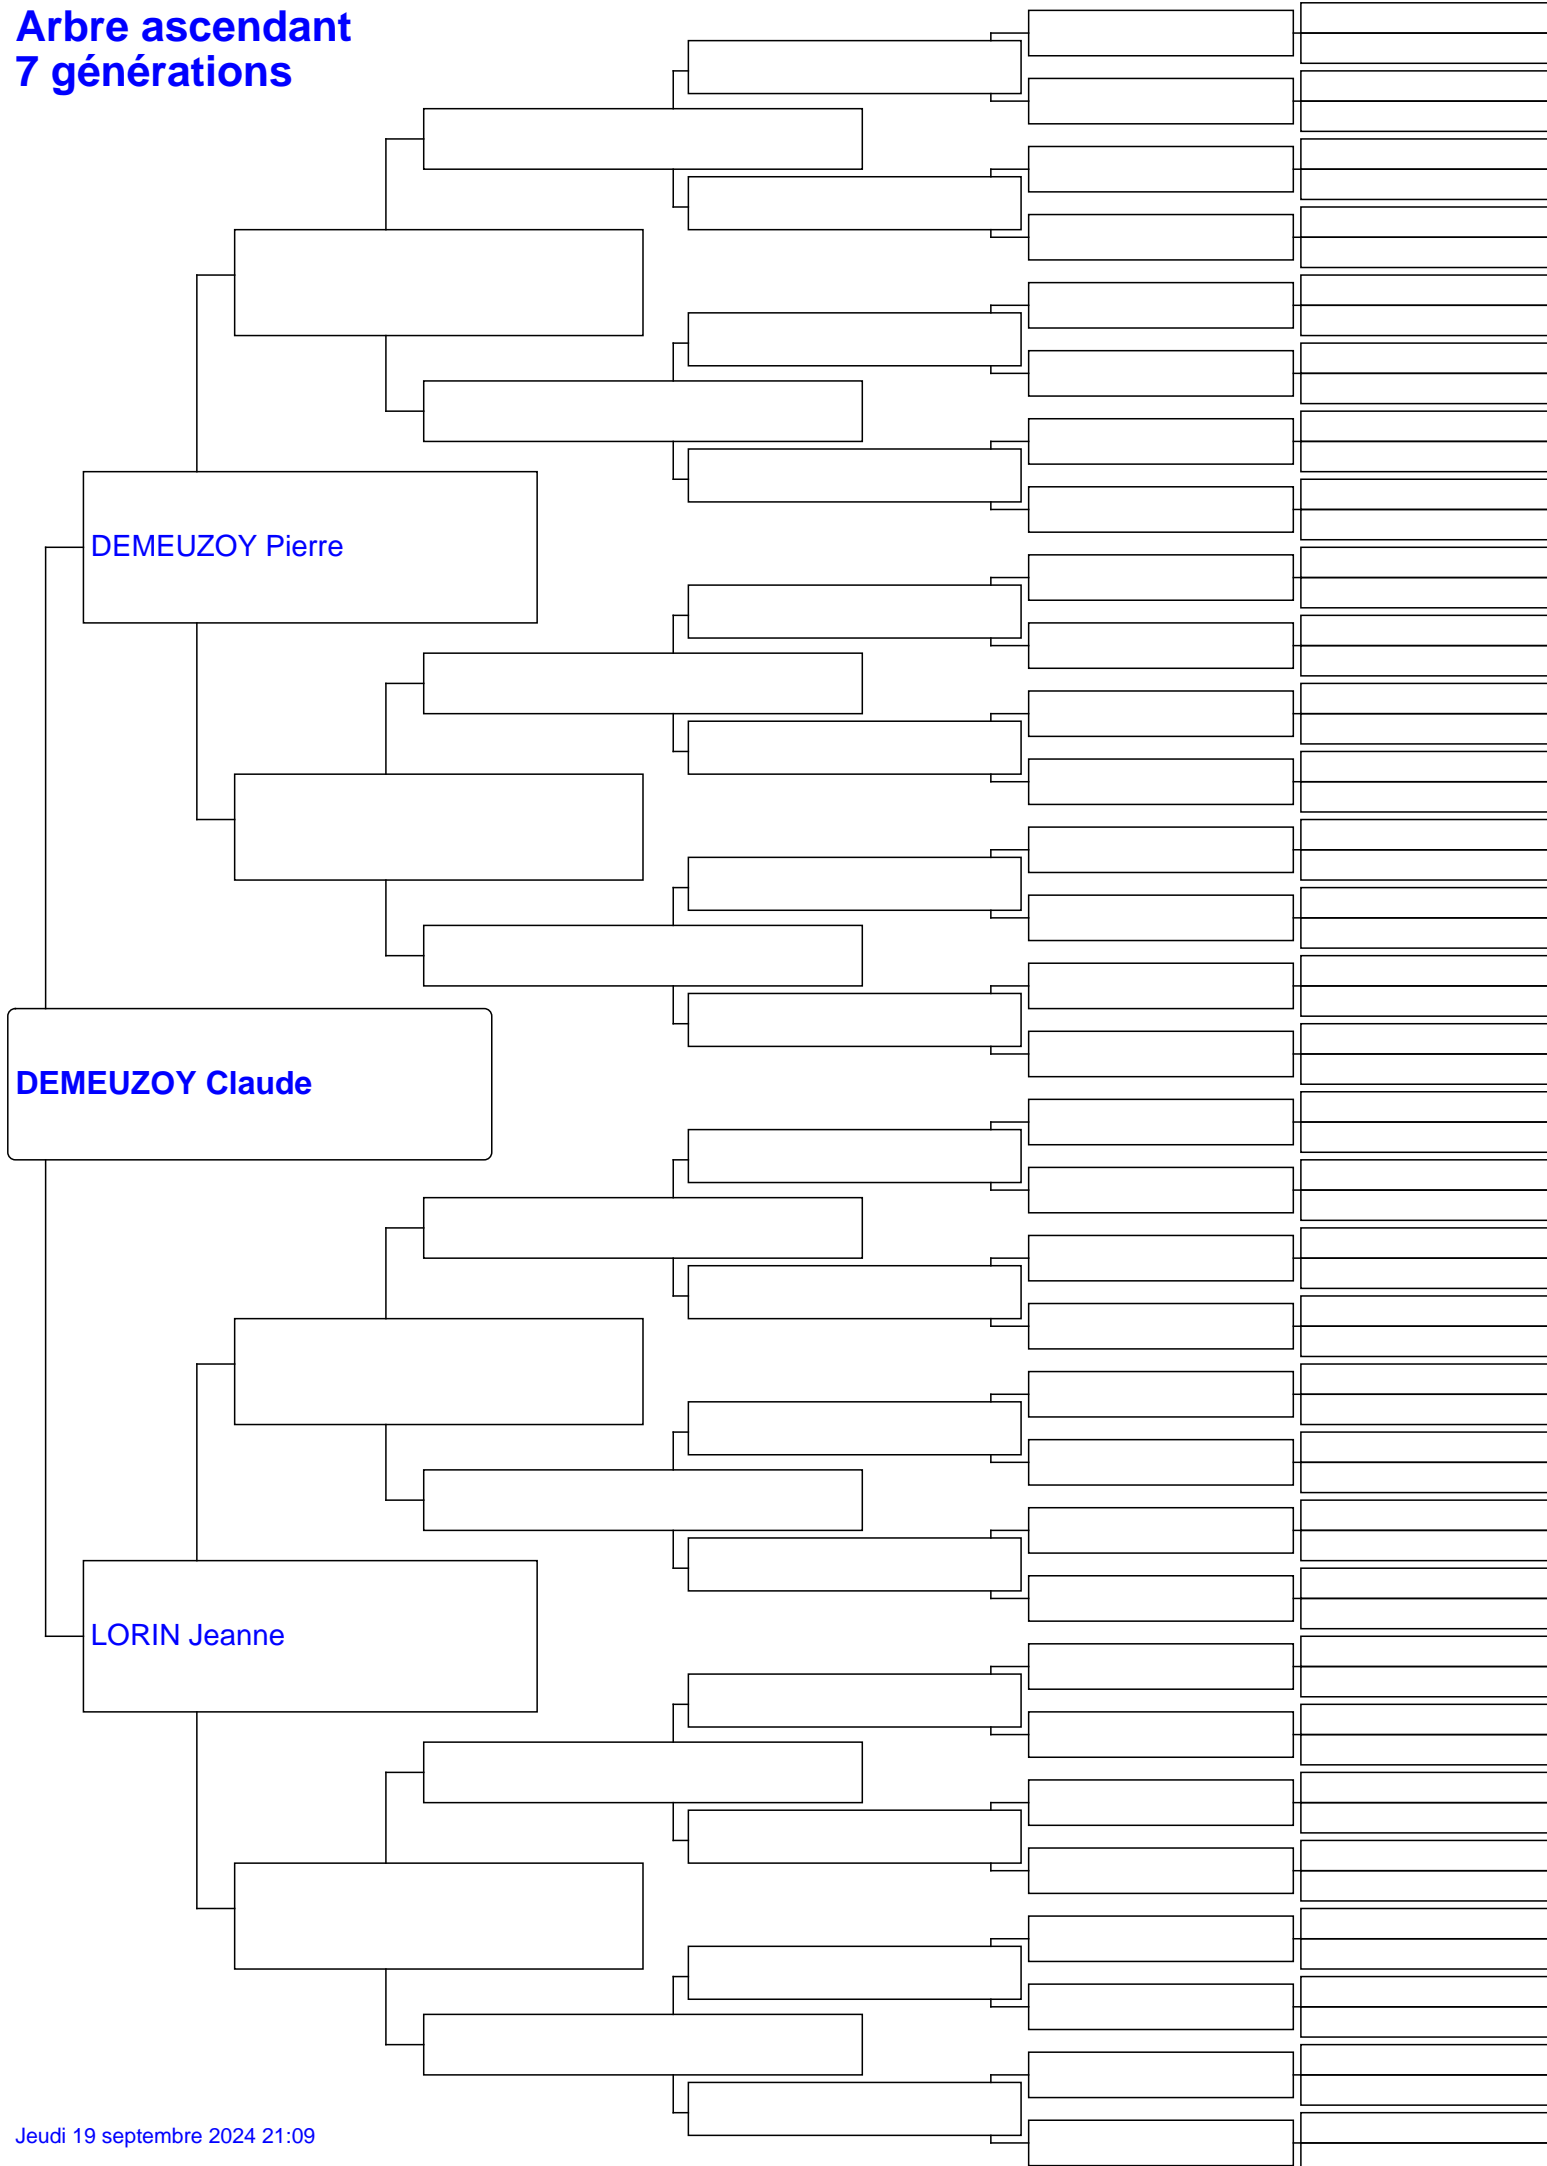 Arbre ascendant
7 générations
DEMEUZOY Pierre
DEMEUZOY Claude
LORIN Jeanne
Jeudi 19 septembre 2024 21:09